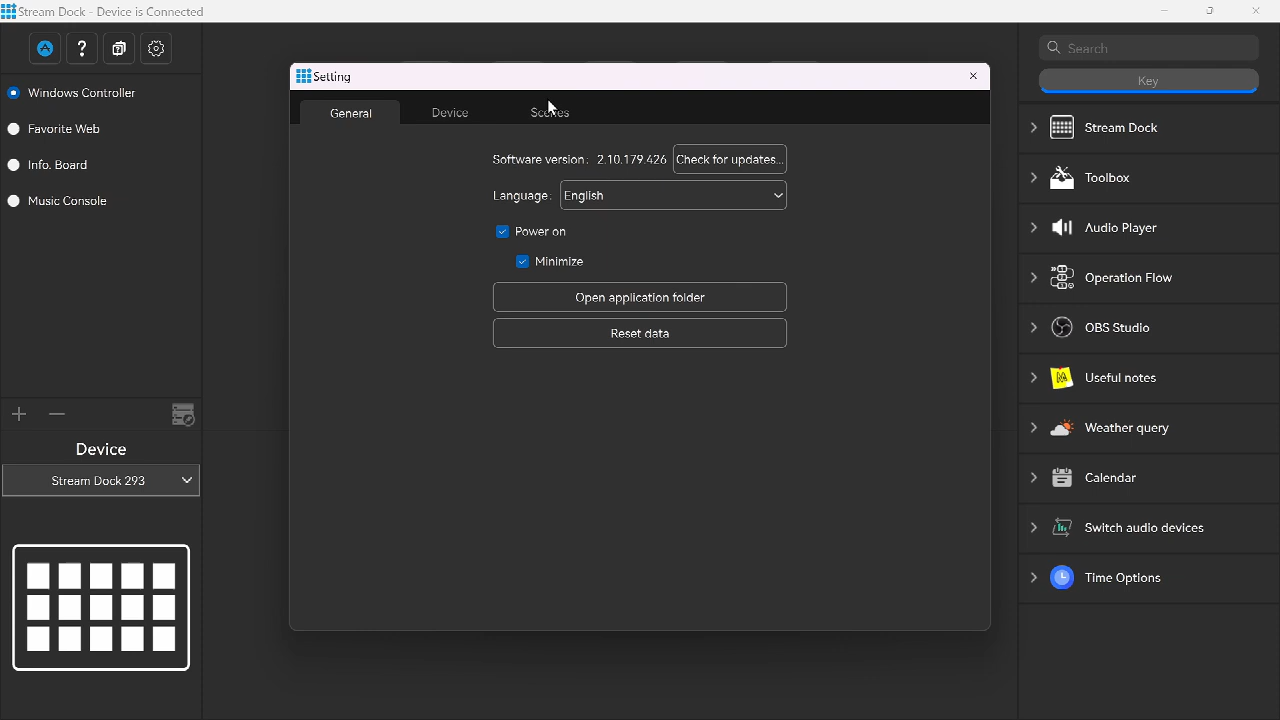 Stream Dock - Device is Connected
Setting
General
Device
Scenes
Software version: 2.10.179.426
Check for updates...
Language:
English
Power on
Minimize
Open application folder
Reset data
?
Windows Controller
Favorite Web
Info. Board
Music Console
Device
Stream Dock 293
Search
Key
Stream Dock
Toolbox
Audio Player
Operation Flow
OBS Studio
Useful notes
Weather query
Calendar
Switch audio devices
Time Options